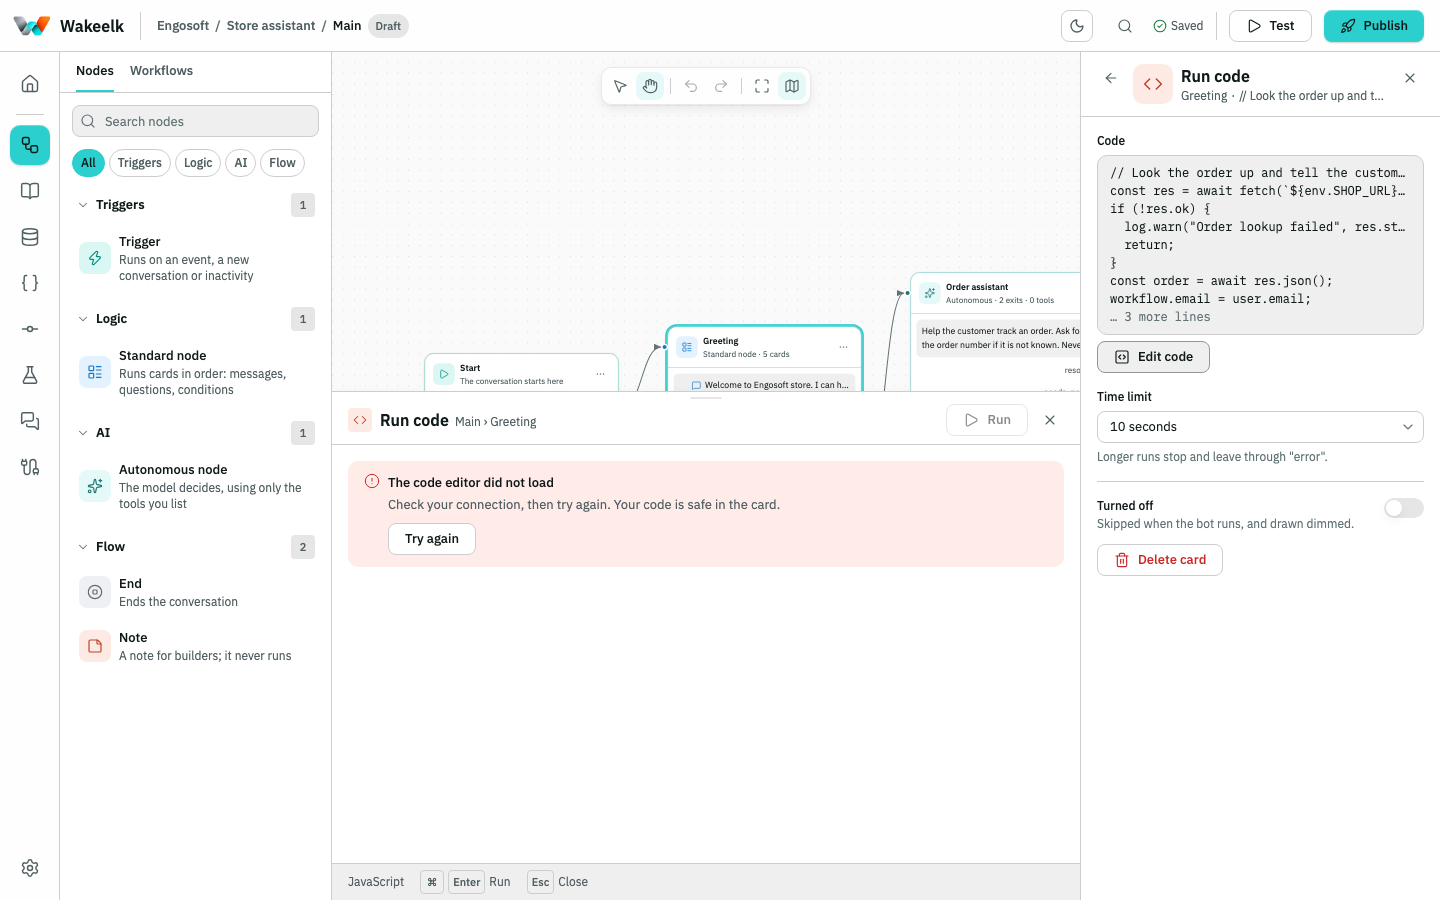 Wakeelk
Engosoft / Store assistant / Main Draft
Saved
Test
Publish
Nodes
Workflows
Search nodes
All
Triggers
Logic
AI
Flow
Triggers 1
Trigger
Runs on an event, a new
conversation or inactivity
Logic 1
Standard node
Runs cards in order: messages,
questions, conditions
AI 1
Autonomous node
The model decides, using only the
tools you list
Flow 2
End
Ends the conversation
Note
A note for builders; it never runs
Start
The conversation starts here
Greeting
Standard node · 5 cards
Welcome to Engosoft store. I can h...
Order assistant
Autonomous · 2 exits · 0 tools
Help the customer track an order. Ask fo
the order number if it is not known. Neve
Run code Main › Greeting
Run
The code editor did not load
Check your connection, then try again. Your code is safe in the card.
Try again
JavaScript ⌘ Enter Run Esc Close
Run code
Greeting · // Look the order up and t...
Code
// Look the order up and tell the custom…
const res = await fetch(`${env.SHOP_URL}…
if (!res.ok) {
log.warn("Order lookup failed", res.st…
return;
}
const order = await res.json();
workflow.email = user.email;
… 3 more lines
Edit code
Time limit
10 seconds
Longer runs stop and leave through "error".
Turned off
Skipped when the bot runs, and drawn dimmed.
Delete card